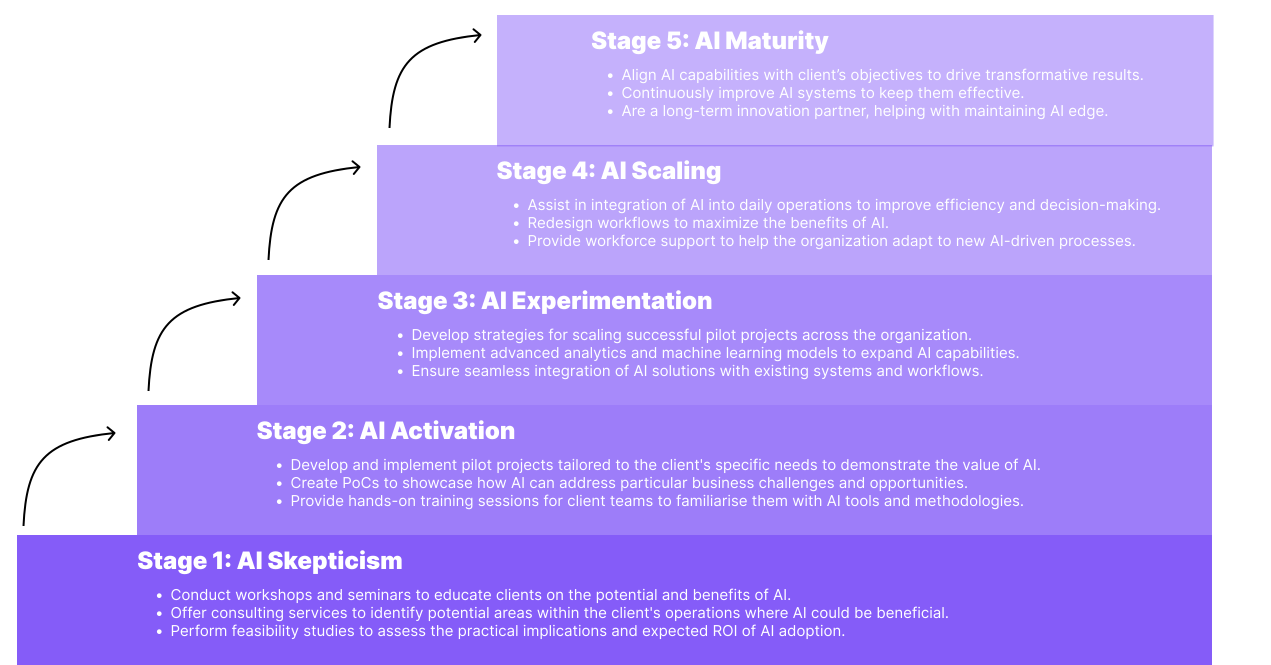 Stage 5: AI Maturity
• Align AI capabilities with client’s objectives to drive transformative results.
• Continuously improve AI systems to keep them effective.
• Are a long-term innovation partner, helping with maintaining AI edge.
Stage 4: AI Scaling
• Assist in integration of AI into daily operations to improve efficiency and decision-making.
• Redesign workflows to maximize the benefits of AI.
• Provide workforce support to help the organization adapt to new AI-driven processes.
Stage 3: AI Experimentation
• Develop strategies for scaling successful pilot projects across the organization.
• Implement advanced analytics and machine learning models to expand AI capabilities.
• Ensure seamless integration of AI solutions with existing systems and workflows.
Stage 2: AI Activation
• Develop and implement pilot projects tailored to the client's specific needs to demonstrate the value of AI.
• Create PoCs to showcase how AI can address particular business challenges and opportunities.
• Provide hands-on training sessions for client teams to familiarise them with AI tools and methodologies.
Stage 1: AI Skepticism
• Conduct workshops and seminars to educate clients on the potential and benefits of AI.
• Offer consulting services to identify potential areas within the client's operations where AI could be beneficial.
• Perform feasibility studies to assess the practical implications and expected ROI of AI adoption.